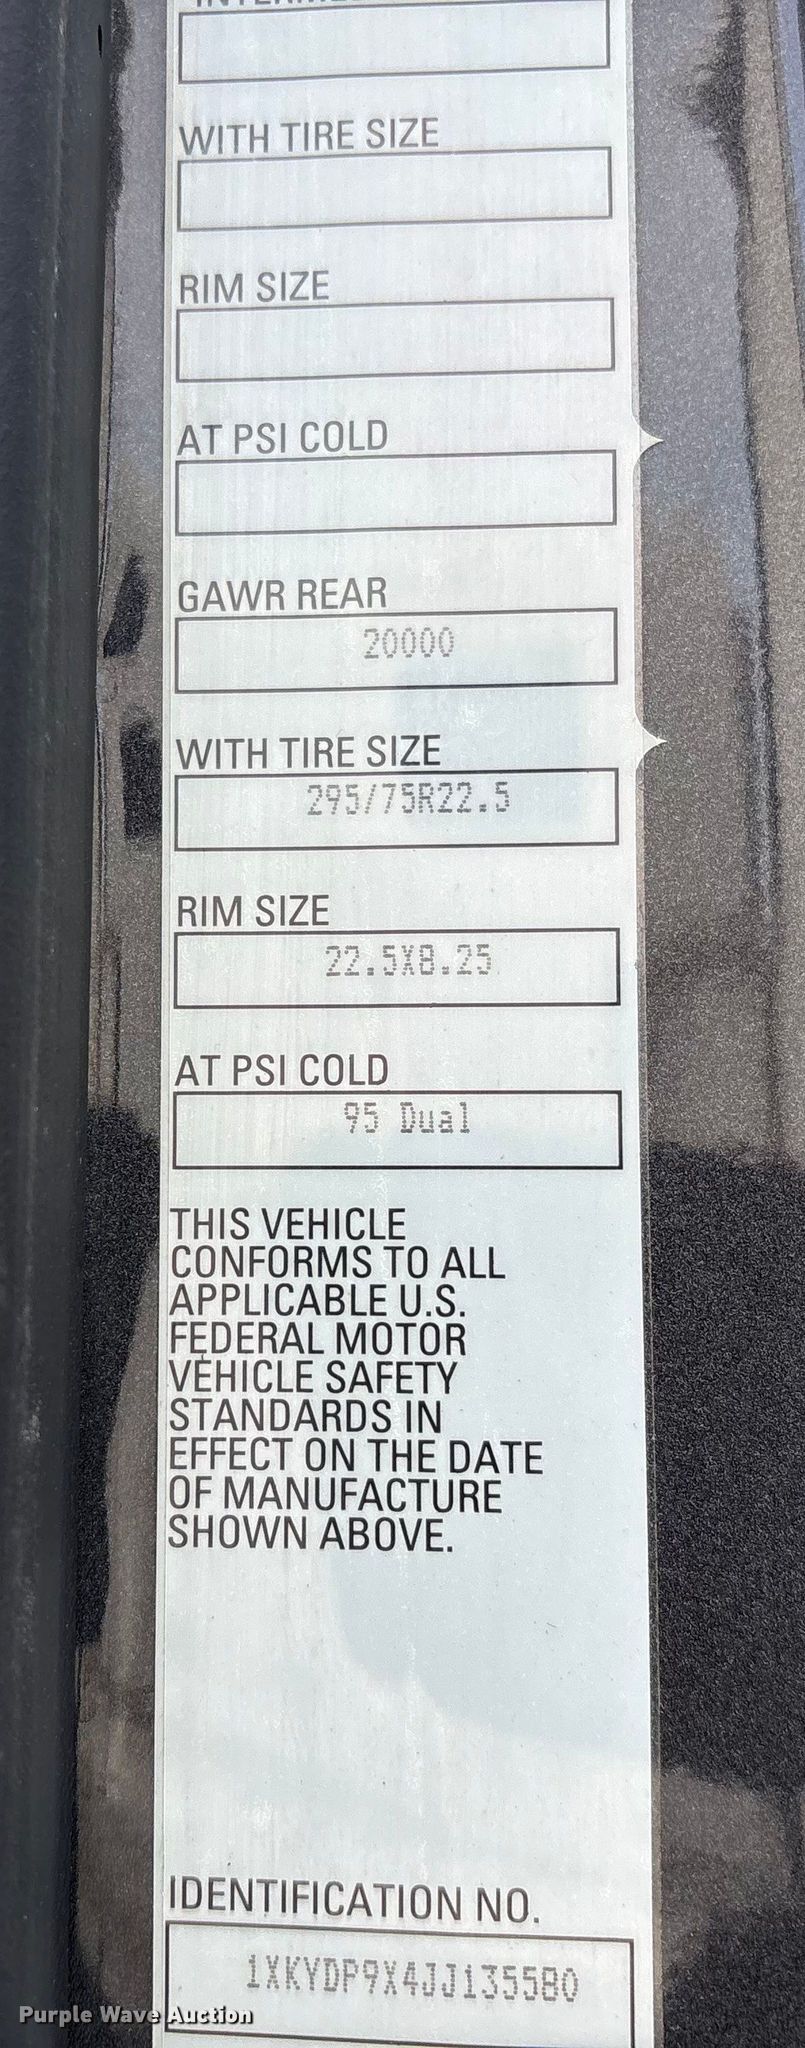 WITH TIRE SIZE
RIM SIZE
AT PSI COLD
GAWR REAR
20000
WITH TIRE SIZE
295/75R22.5
RIM SIZE
22.5X8.25
AT PSI COLD
95 Dual
THIS VEHICLE
CONFORMS TO ALL
APPLICABLE U.S.
FEDERAL MOTOR
VEHICLE SAFETY
STANDARDS IN
EFFECT ON THE DATE
OF MANUFACTURE
SHOWN ABOVE.
IDENTIFICATION NO.
1XKYDP9X4JJ135580
Purple Wave Auction